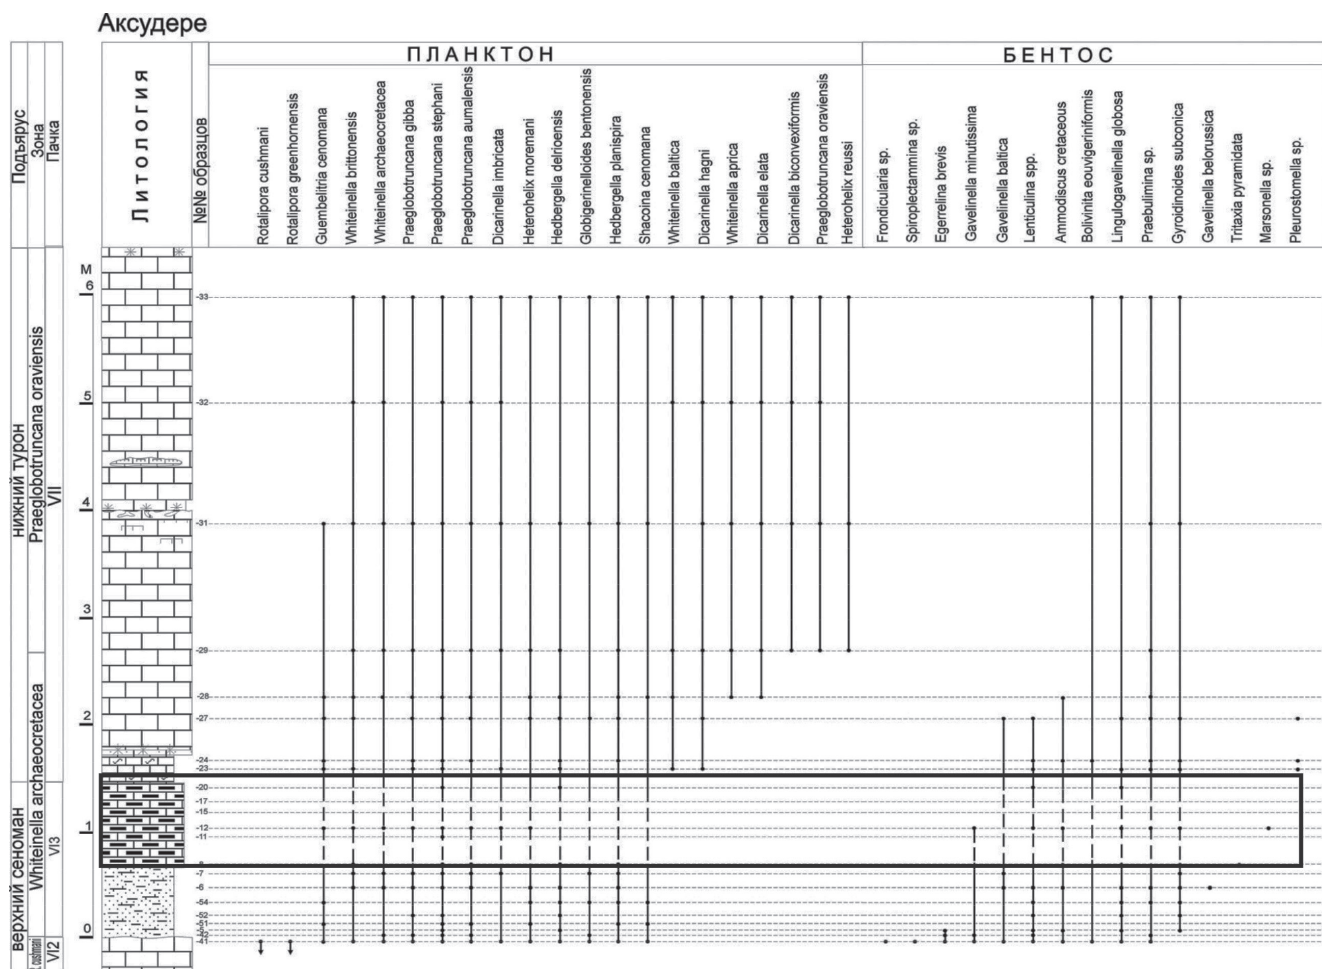 Аксудере
Подъярус
Зона
Пачка
Литология
№№ образцов
ПЛАНКТОН
БЕНТОС
Rotalipora cushmani
Rotalipora greenhornensis
Guembelitria cenomana
Whiteinella brittonensis
Whiteinella archaeocretacea
Praeglobotruncana gibba
Praeglobotruncana stephani
Praeglobotruncana aumalensis
Dicarinella imbricata
Heterohelix moremani
Hedbergella delrioensis
Globigerinelloides bentonensis
Hedbergella planispira
Shacoina cenomana
Whiteinella baltica
Dicarinella hagni
Whiteinella aprica
Dicarinella elata
Dicarinella biconvexiformis
Praeglobotruncana oraviensis
Heterohelix reussi
Frondicularia sp.
Spiroplectammina sp.
Egerrelina brevis
Gavelinella minutissima
Gavelinella baltica
Lenticulina spp.
Ammodiscus cretaceous
Bolivinita eouvigeriniformis
Lingulogavelinella globosa
Praebulimina sp.
Gyroidinoides subconica
Gavelinella belorussica
Tritaxia pyramidata
Marsonella sp.
Pleurostomella sp.
нижний турон
верхний сеноман
Praeglobotruncana oraviensis
Whiteinella archaeocretacea
cushmani
VII
VI3
VI2
М
6
5
4
3
2
1
0
-33
-32
-31
-29
-28
-27
-24
-23
-20
-17
-15
-12
-11
-7
-6
-54
-52
-51
-41